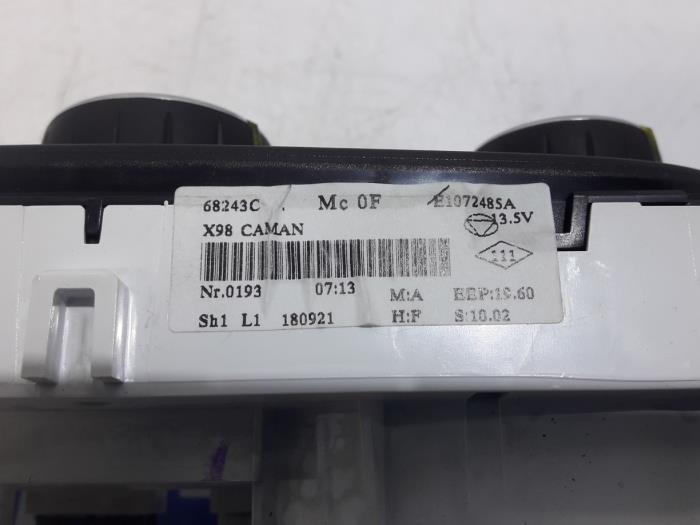 68243C . Mc 0F E1072485A
13.5V
X98 CAMAN
111
Nr.0193 07:13 M:A EEP:19.60
Sh1 L1 180921 H:F S:10.02